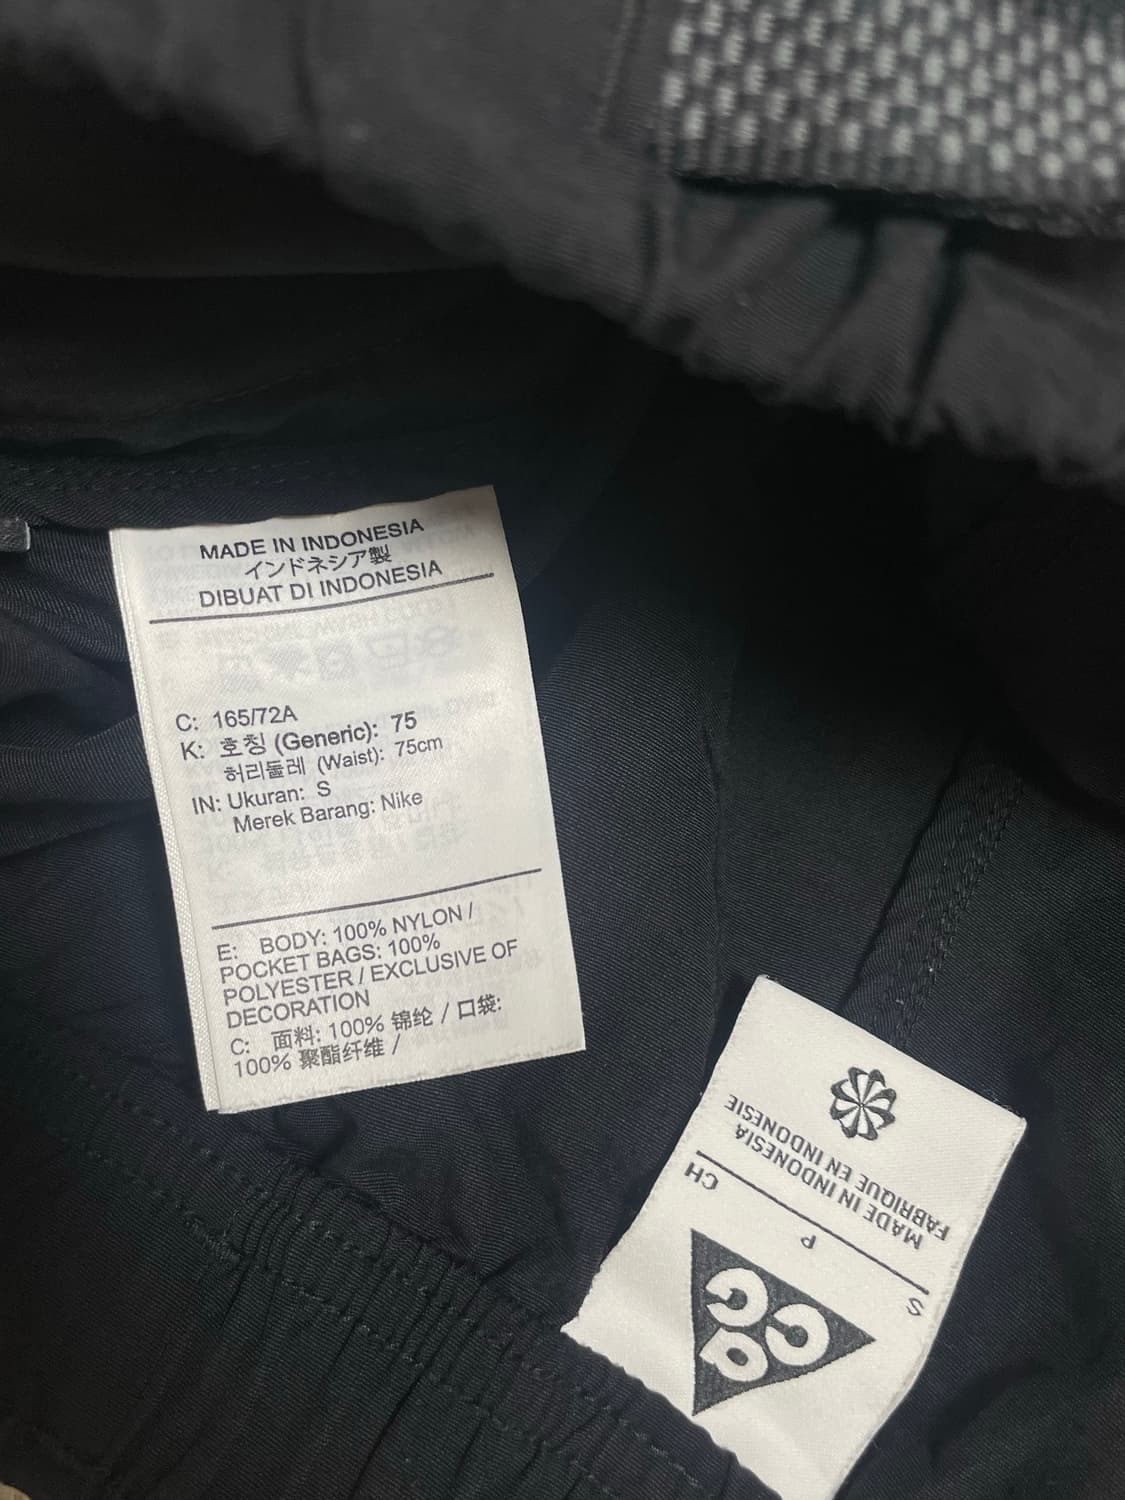 MADE IN INDONESIA
インドネシア製
DIBUAT DI INDONESIA
C: 165/72A
K: 호칭 (Generic): 75
허리둘레 (Waist): 75cm
IN: Ukuran: S
Merek Barang: Nike
E: BODY: 100% NYLON /
POCKET BAGS: 100%
POLYESTER / EXCLUSIVE OF
DECORATION
C: 面料: 100% 锦纶 / 口袋:
100% 聚酯纤维 /
ACG
S P CH
MADE IN INDONESIA
FABRIQUÉ EN INDONÉSIE